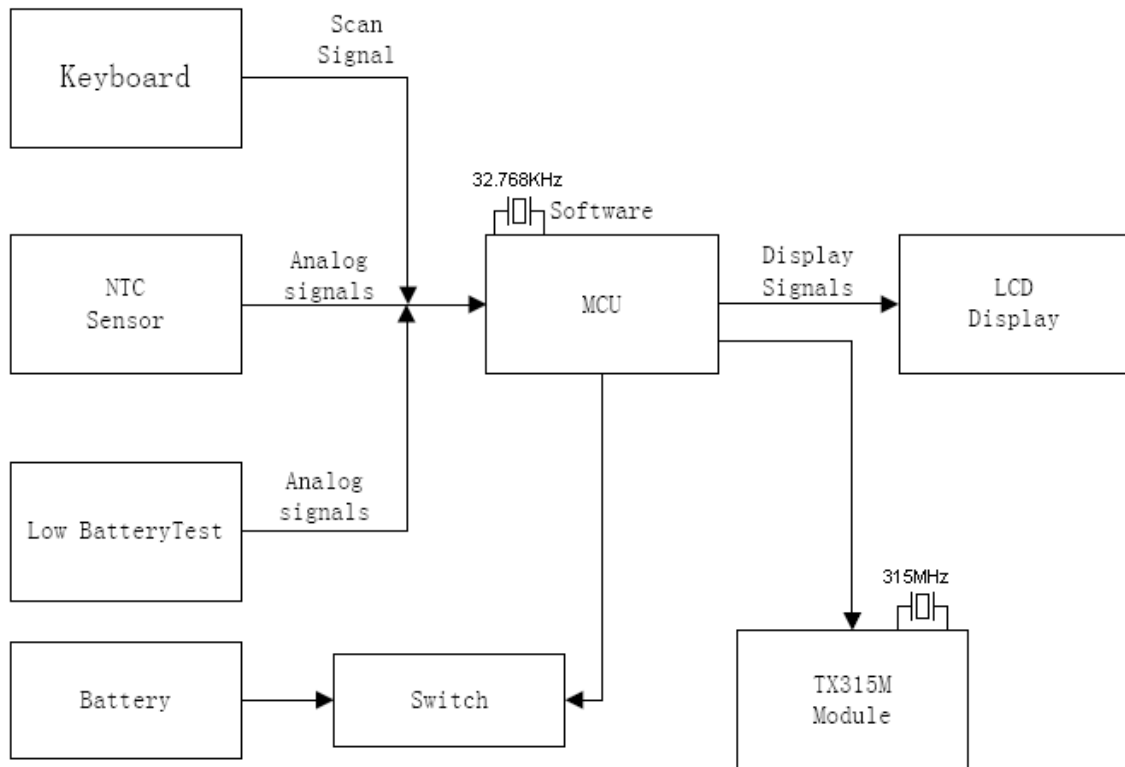 Scan
Signal
Keyboard
32.768KHz
Software
NTC
Sensor
Analog
signals
MCU
Display
Signals
LCD
Display
Low BatteryTest
Analog
signals
315MHz
TX315M
Module
Battery
Switch